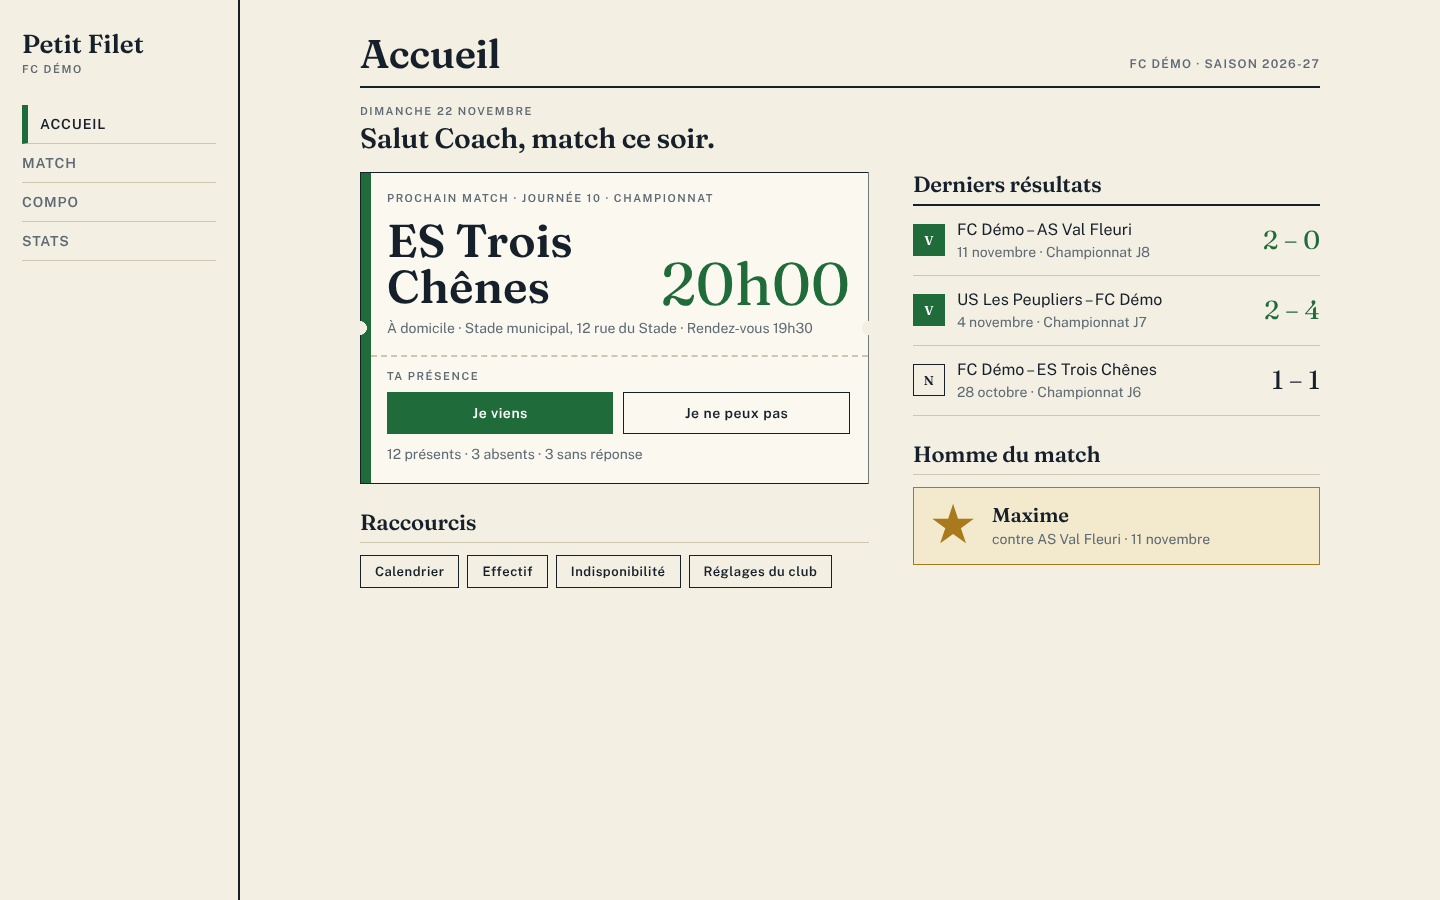 Petit Filet
FC DÉMO
ACCUEIL
MATCH
COMPO
STATS
Accueil
FC DÉMO · SAISON 2026-27
DIMANCHE 22 NOVEMBRE
Salut Coach, match ce soir.
PROCHAIN MATCH · JOURNÉE 10 · CHAMPIONNAT
ES Trois
Chênes
20h00
À domicile · Stade municipal, 12 rue du Stade · Rendez-vous 19h30
TA PRÉSENCE
Je viens
Je ne peux pas
12 présents · 3 absents · 3 sans réponse
Raccourcis
Calendrier
Effectif
Indisponibilité
Réglages du club
Derniers résultats
V
FC Démo – AS Val Fleuri
11 novembre · Championnat J8
2 – 0
V
US Les Peupliers – FC Démo
4 novembre · Championnat J7
2 – 4
N
FC Démo – ES Trois Chênes
28 octobre · Championnat J6
1 – 1
Homme du match
Maxime
contre AS Val Fleuri · 11 novembre